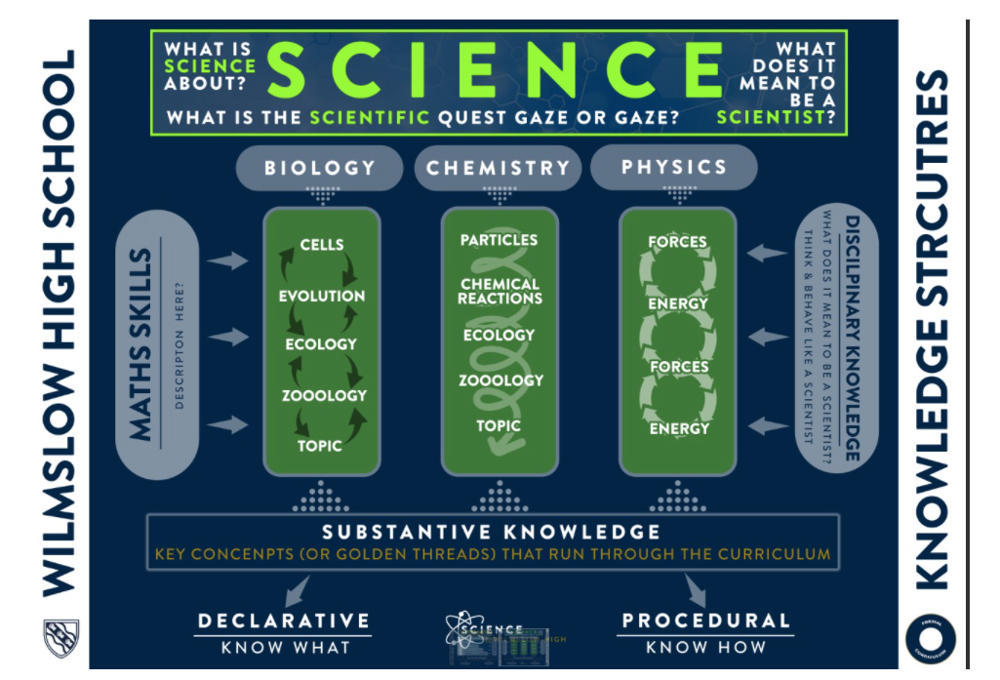 WILMSLOW HIGH SCHOOL
WHAT IS
SCIENCE
ABOUT?
SCIENCE
WHAT
DOES IT
MEAN TO
BE A
SCIENTIST?
WHAT IS THE SCIENTIFIC QUEST GAZE OR GAZE?
BIOLOGY
CHEMISTRY
PHYSICS
MATHS SKILLS
DESCRIPTON HERE?
CELLS
EVOLUTION
ECOLOGY
ZOOOLOGY
TOPIC
PARTICLES
CHEMICAL
REACTIONS
ECOLOGY
ZOOOLOGY
TOPIC
FORCES
ENERGY
FORCES
ENERGY
DISCILPINARY KNOWLEDGE
WHAT DOES IT MEAN TO BE A SCIENTIST?
THINK & BEHAVE LIKE A SCIENTIST
SUBSTANTIVE KNOWLEDGE
KEY CONCENPTS (OR GOLDEN THREADS) THAT RUN THROUGH THE CURRICULUM
DECLARATIVE
KNOW WHAT
SCIENCE
HIGH
PROCEDURAL
KNOW HOW
KNOWLEDGE STRCUTRES
FORMAL
CURRICULUM